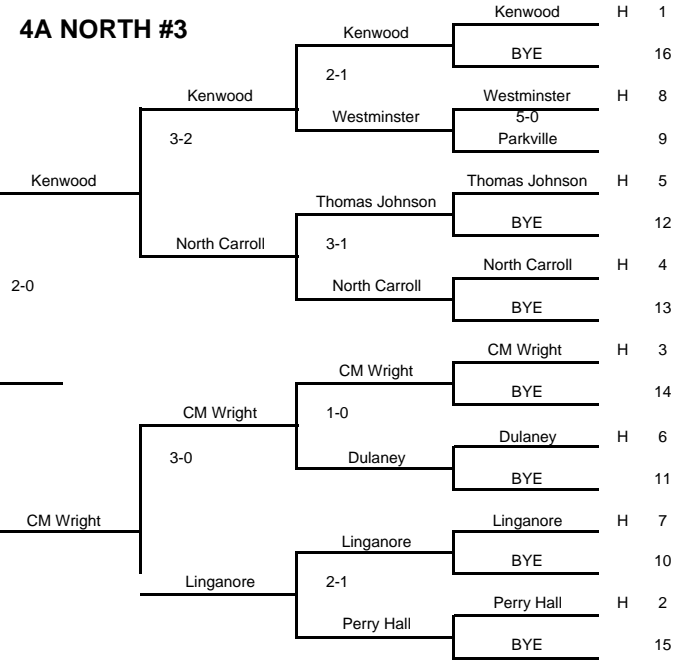 Kenwood H 1
4A NORTH #3
Kenwood
BYE 16
2-1
Kenwood
Westminster H 8
Westminster
5-0
3-2
Parkville 9
Kenwood
Thomas Johnson H 5
Thomas Johnson
BYE 12
North Carroll
3-1
North Carroll H 4
2-0
North Carroll
BYE 13
CM Wright H 3
CM Wright
BYE 14
CM Wright
1-0
Dulaney H 6
3-0
Dulaney
BYE 11
CM Wright
Linganore H 7
Linganore
BYE 10
Linganore
2-1
Perry Hall H 2
Perry Hall
BYE 15